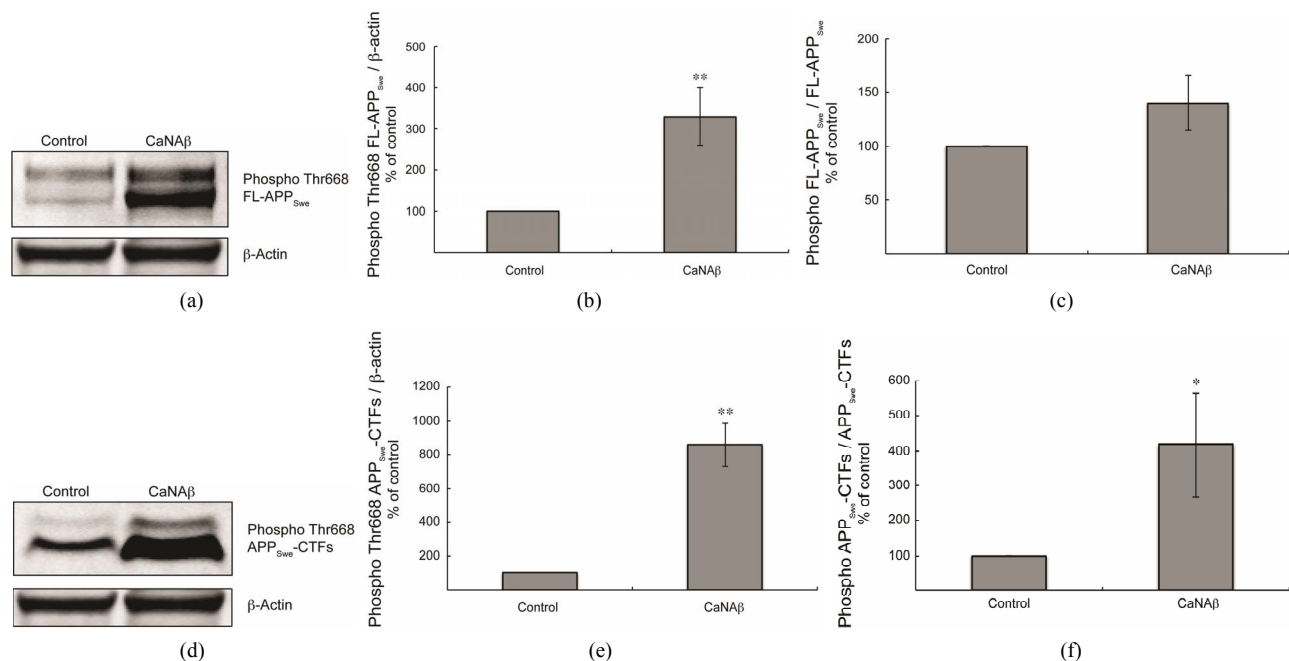 Control CaNAβ
Phospho Thr668
FL-APPSwe
β-Actin
(a)
Phospho Thr668 FL-APPSwe / β-actin
% of control
500
400
300
200
100
**
Control CaNAβ
(b)
Phospho FL-APPSwe / FL-APPSwe
% of control
200
150
100
50
Control CaNAβ
(c)
Control CaNAβ
Phospho Thr668
APPSwe-CTFs
β-Actin
(d)
Phospho Thr668 APPSwe-CTFs / β-actin
% of control
1200
1000
800
600
400
200
**
Control CaNAβ
(e)
Phospho APPSwe-CTFs / APPSwe-CTFs
% of control
600
500
400
300
200
100
*
Control CaNAβ
(f)